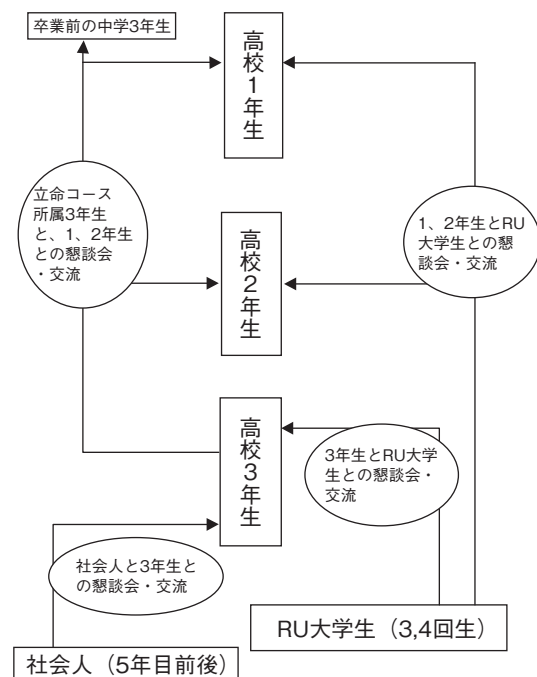 卒業前の中学3年生
高校1年生
立命コース
所属3年生
と、1、2年生
との懇談会
・交流
1、2年生とRU
大学生との懇
談会・交流
高校2年生
高校3年生
3年生とRU大学
生との懇談会・
交流
社会人と3年生と
の懇談会・交流
RU大学生（3,4回生）
社会人（5年目前後）